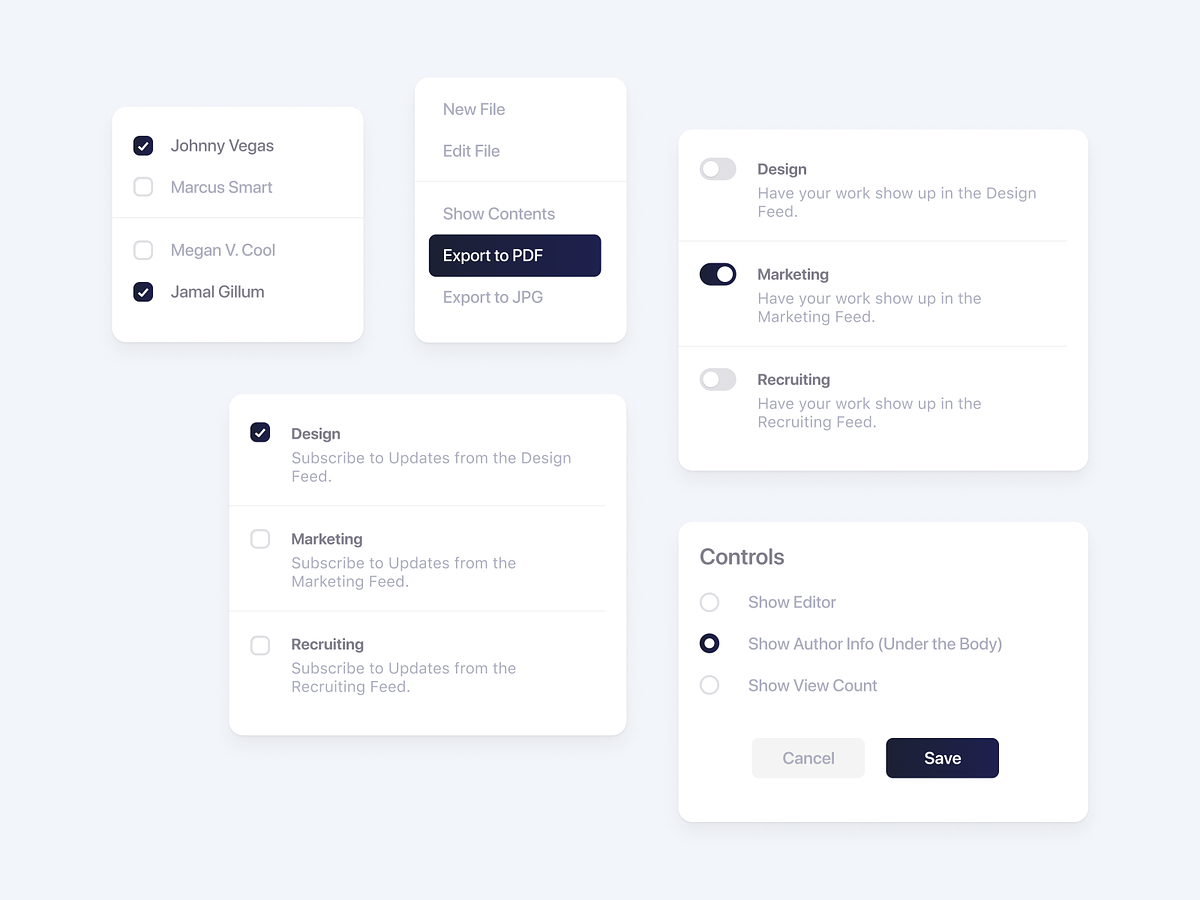 Johnny Vegas
Marcus Smart
Megan V. Cool
Jamal Gillum
New File
Edit File
Show Contents
Export to PDF
Export to JPG
Design
Have your work show up in the Design
Feed.
Marketing
Have your work show up in the
Marketing Feed.
Recruiting
Have your work show up in the
Recruiting Feed.
Design
Subscribe to Updates from the Design
Feed.
Marketing
Subscribe to Updates from the
Marketing Feed.
Recruiting
Subscribe to Updates from the
Recruiting Feed.
Controls
Show Editor
Show Author Info (Under the Body)
Show View Count
Cancel
Save